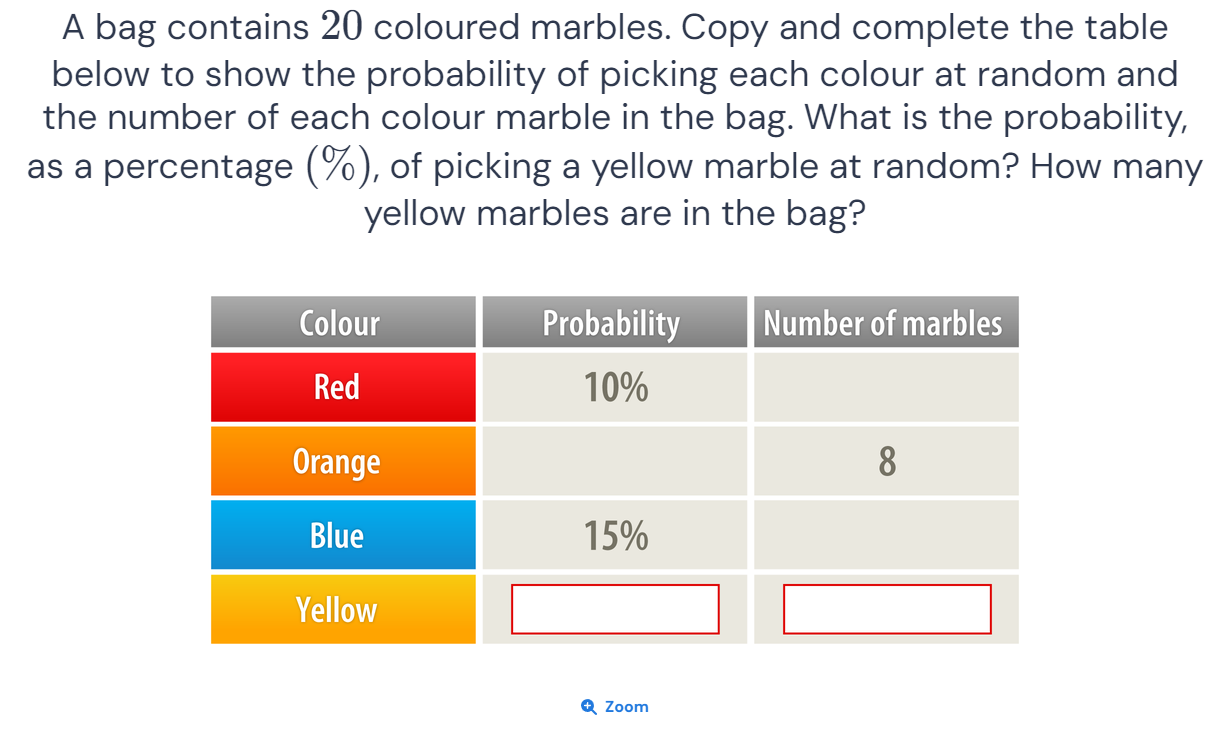 A bag contains 20 coloured marbles. Copy and complete the table
below to show the probability of picking each colour at random and
the number of each colour marble in the bag. What is the probability,
as a percentage (%), of picking a yellow marble at random? How many
yellow marbles are in the bag?
Colour Probability Number of marbles
Red 10%
Orange 8
Blue 15%
Yellow
Zoom